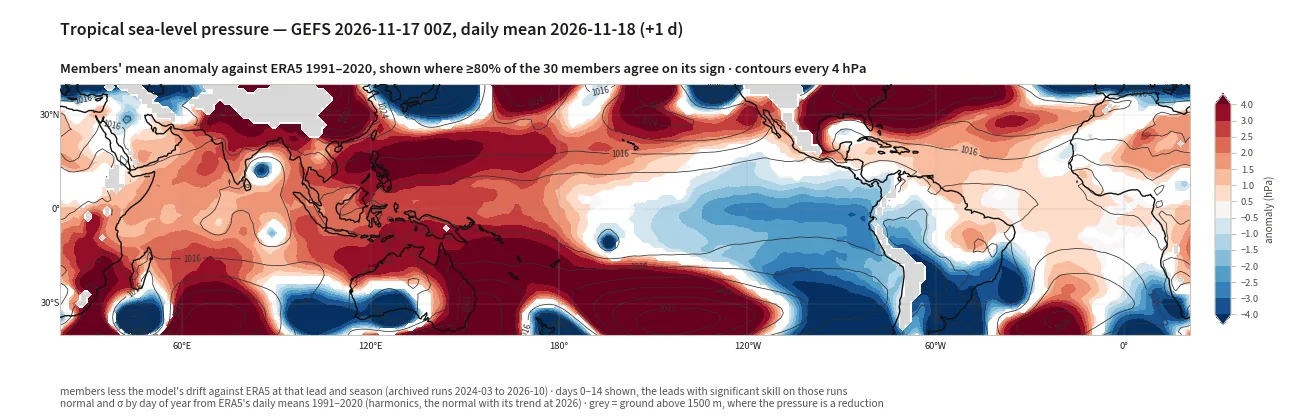 Tropical sea-level pressure — GEFS 2026-11-17 00Z, daily mean 2026-11-18 (+1 d)
Members' mean anomaly against ERA5 1991–2020, shown where ≥80% of the 30 members agree on its sign · contours every 4 hPa
30°N
0°
30°S
60°E
120°E
180°
120°W
60°W
0°
1016
1016
1024
1016
1016
1016
1016
1016
4.0
3.0
2.5
2.0
1.5
1.0
0.5
−0.5
−1.0
−1.5
−2.0
−2.5
−3.0
−4.0
anomaly (hPa)
members less the model's drift against ERA5 at that lead and season (archived runs 2024-03 to 2026-10) · days 0–14 shown, the leads with significant skill on those runs
normal and σ by day of year from ERA5's daily means 1991–2020 (harmonics, the normal with its trend at 2026) · grey = ground above 1500 m, where the pressure is a reduction